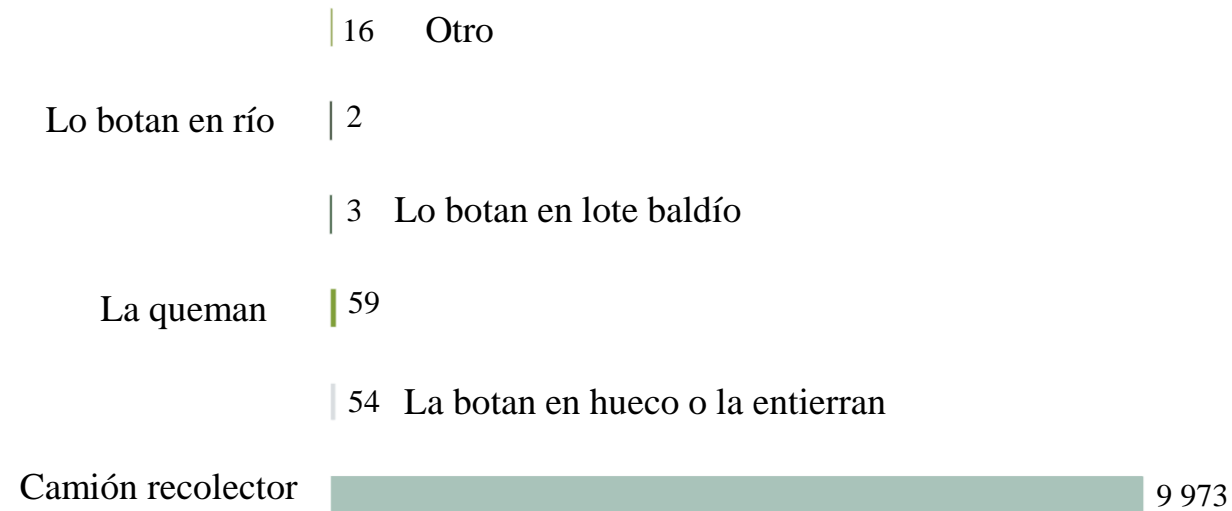 16 Otro
Lo botan en río 2
3 Lo botan en lote baldío
La queman 59
54 La botan en hueco o la entierran
Camión recolector 9 973